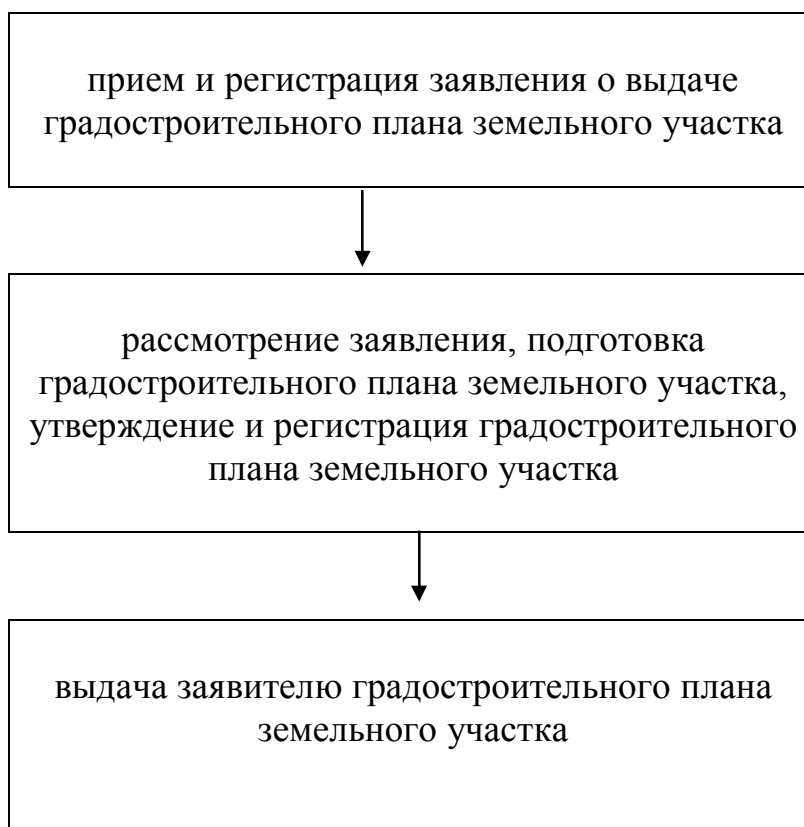 прием и регистрация заявления о выдаче
градостроительного плана земельного участка
рассмотрение заявления, подготовка
градостроительного плана земельного участка,
утверждение и регистрация градостроительного
плана земельного участка
выдача заявителю градостроительного плана
земельного участка